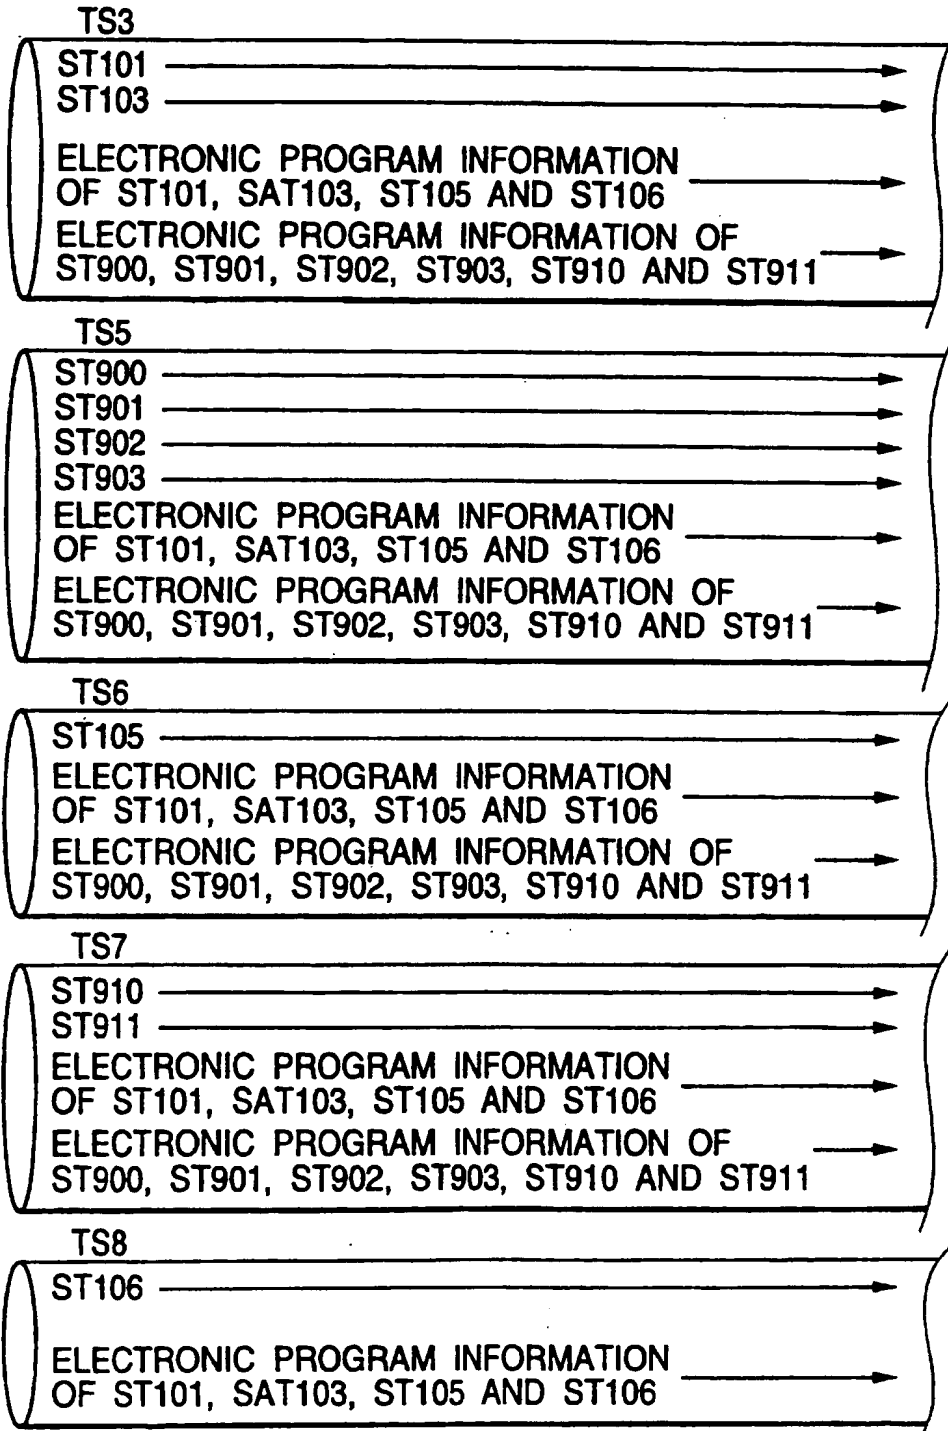 TS3
ST101
ST103
ELECTRONIC PROGRAM INFORMATION
OF ST101, SAT103, ST105 AND ST106
ELECTRONIC PROGRAM INFORMATION OF
ST900, ST901, ST902, ST903, ST910 AND ST911
TS5
ST900
ST901
ST902
ST903
ELECTRONIC PROGRAM INFORMATION
OF ST101, SAT103, ST105 AND ST106
ELECTRONIC PROGRAM INFORMATION OF
ST900, ST901, ST902, ST903, ST910 AND ST911
TS6
ST105
ELECTRONIC PROGRAM INFORMATION
OF ST101, SAT103, ST105 AND ST106
ELECTRONIC PROGRAM INFORMATION OF
ST900, ST901, ST902, ST903, ST910 AND ST911
TS7
ST910
ST911
ELECTRONIC PROGRAM INFORMATION
OF ST101, SAT103, ST105 AND ST106
ELECTRONIC PROGRAM INFORMATION OF
ST900, ST901, ST902, ST903, ST910 AND ST911
TS8
ST106
ELECTRONIC PROGRAM INFORMATION
OF ST101, SAT103, ST105 AND ST106